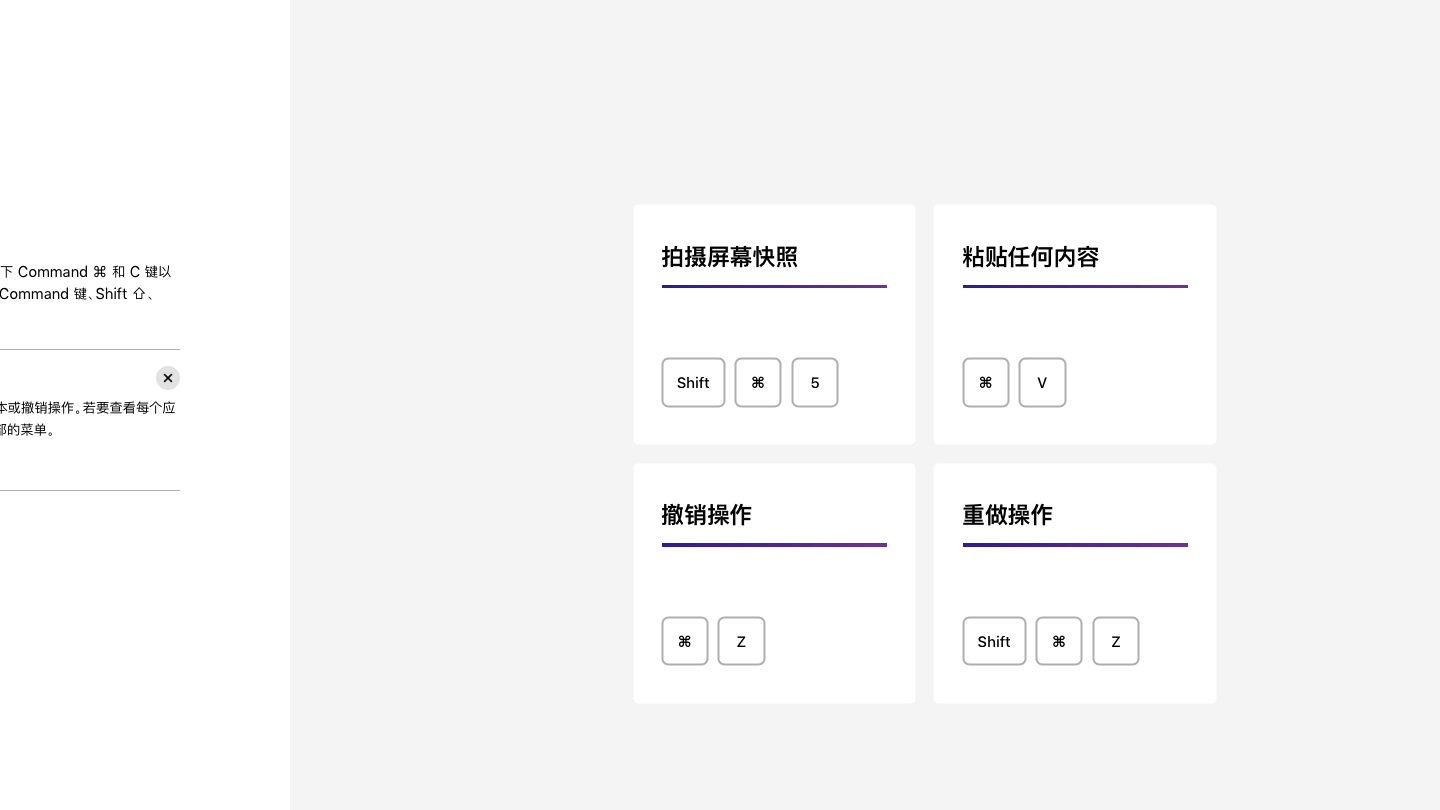 下 Command ⌘ 和 C 键以
Command 键、Shift ⇧、
本或撤销操作。若要查看每个应
部的菜单。
拍摄屏幕快照
Shift ⌘ 5
粘贴任何内容
⌘ V
撤销操作
⌘ Z
重做操作
Shift ⌘ Z